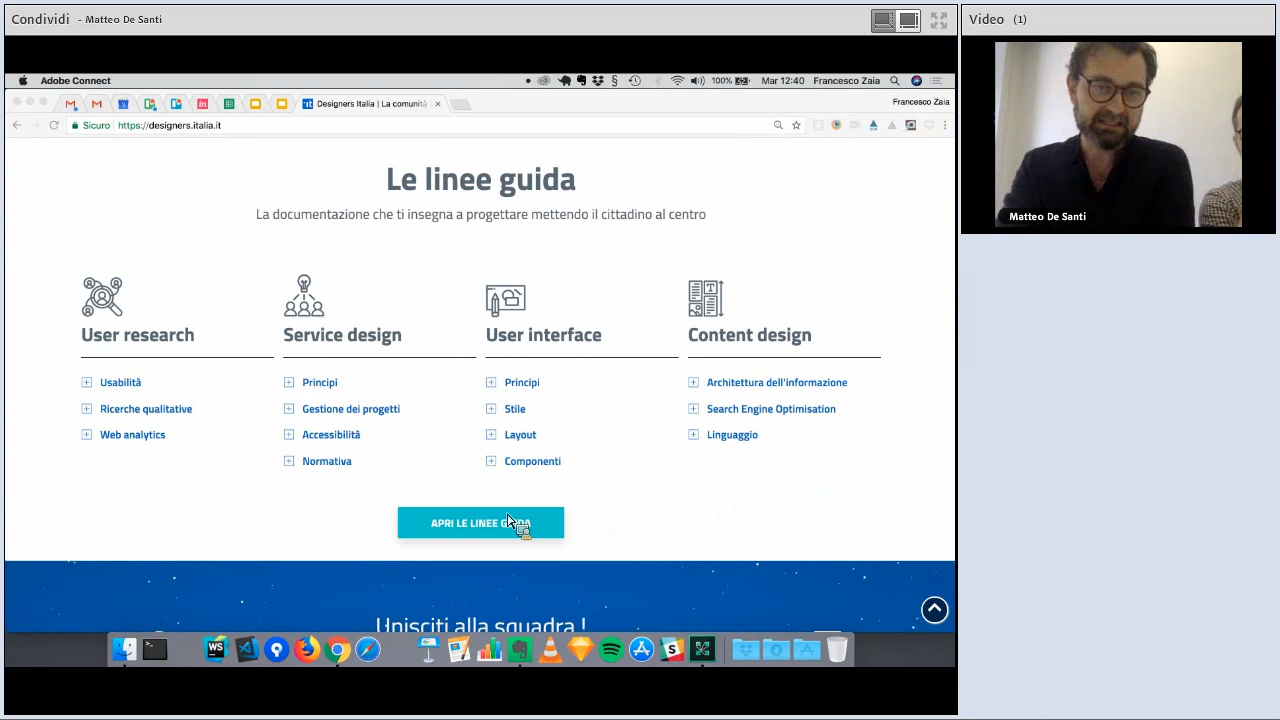 Condividi - Matteo De Santi
Video (1)
Adobe Connect
100%
Mar 12:40
Francesco Zaia
Designers Italia | La comunità
Francesco Zaia
Sicuro
https://designers.italia.it
Le linee guida
La documentazione che ti insegna a progettare mettendo il cittadino al centro
User research
Service design
User interface
Content design
Usabilità
Principi
Principi
Architettura dell'informazione
Ricerche qualitative
Gestione dei progetti
Stile
Search Engine Optimisation
Web analytics
Accessibilità
Layout
Linguaggio
Normativa
Componenti
APRI LE LINEE GUIDA
Unisciti alla squadra !
WS
Matteo De Santi